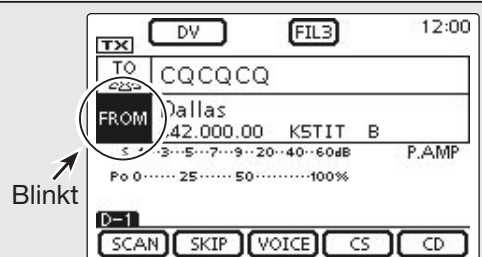 DV FIL3 12:00
TX
TO CQCQCQ
FROM Dallas
42.000.00 K5TIT B
S 3 5 7 9 20 40 60dB P.AMP
Po 0 25 50 100%
Blinkt
D-1
SCAN SKIP VOICE CS CD